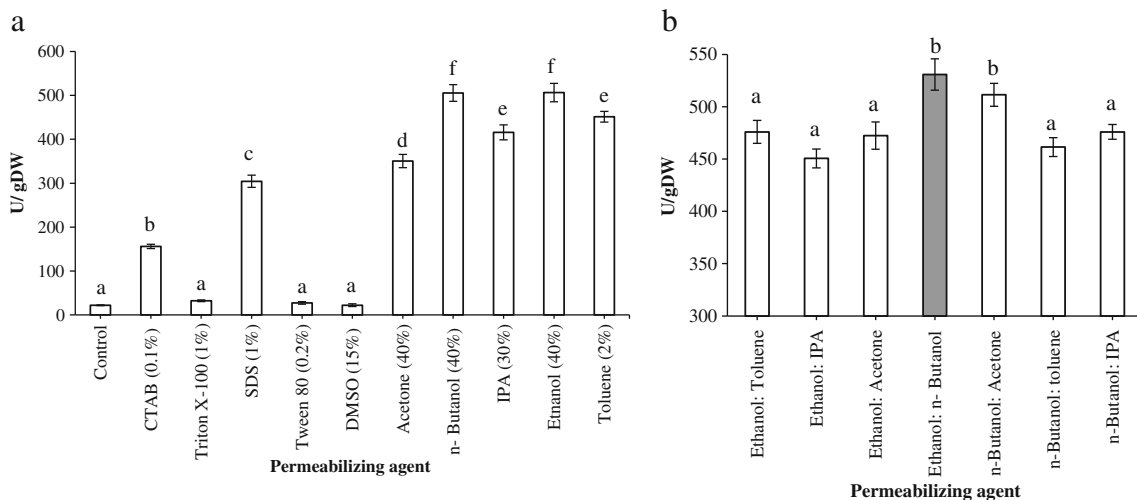 a
600
500
400
300
200
100
0
U/ gDW
a
b
a
c
a
a
d
f
e
f
e
Control
CTAB (0.1%)
Triton X-100 (1%)
SDS (1%)
Tween 80 (0.2%)
DMSO (15%)
Acetone (40%)
n- Butanol (40%)
IPA (30%)
Etnanol (40%)
Toluene (2%)
Permeabilizing agent
b
550
500
450
400
350
300
U/ gDW
a
a
a
b
b
a
a
Ethanol: Toluene
Ethanol: IPA
Ethanol: Acetone
Ethanol: n- Butanol
n-Butanol: Acetone
n-Butanol: toluene
n-Butanol: IPA
Permeabilizing agent